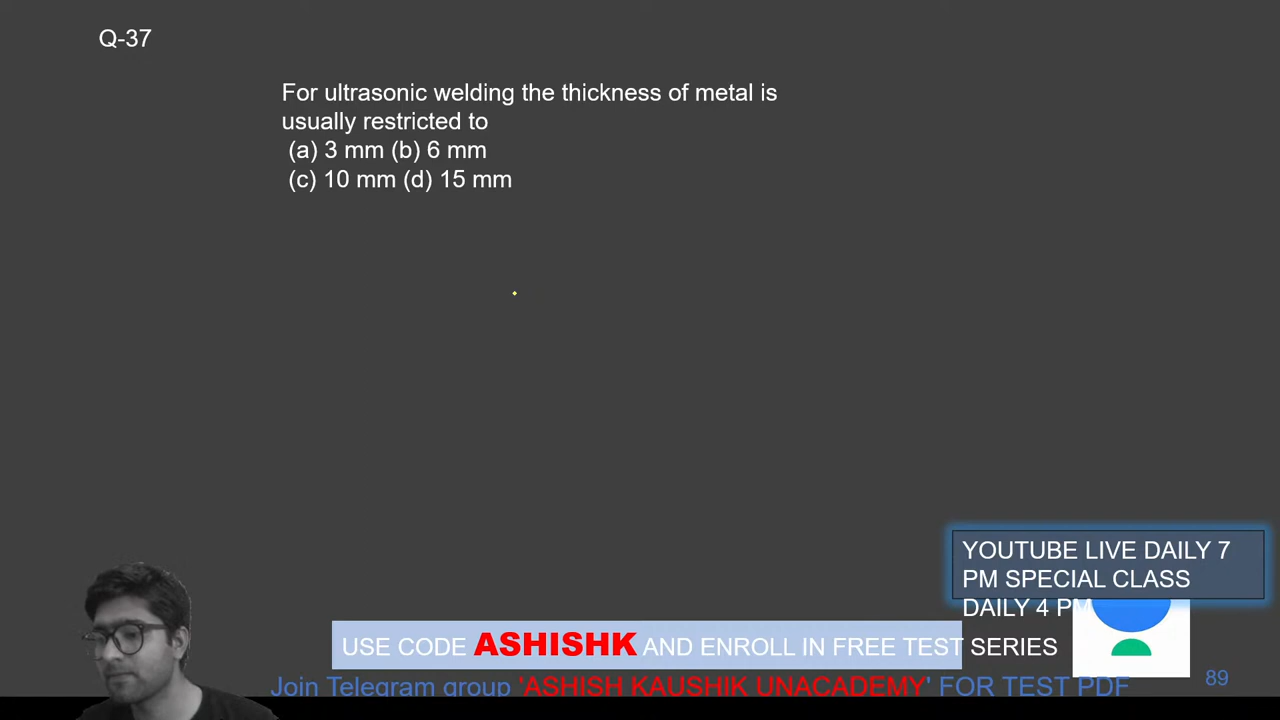 Q-37
For ultrasonic welding the thickness of metal is
usually restricted to
(a) 3 mm (b) 6 mm
(c) 10 mm (d) 15 mm
YOUTUBE LIVE DAILY 7
PM SPECIAL CLASS
DAILY 4 PM
USE CODE ASHISHK AND ENROLL IN FREE TEST SERIES
Join Telegram group 'ASHISH KAUSHIK UNACADEMY' FOR TEST PDF
89